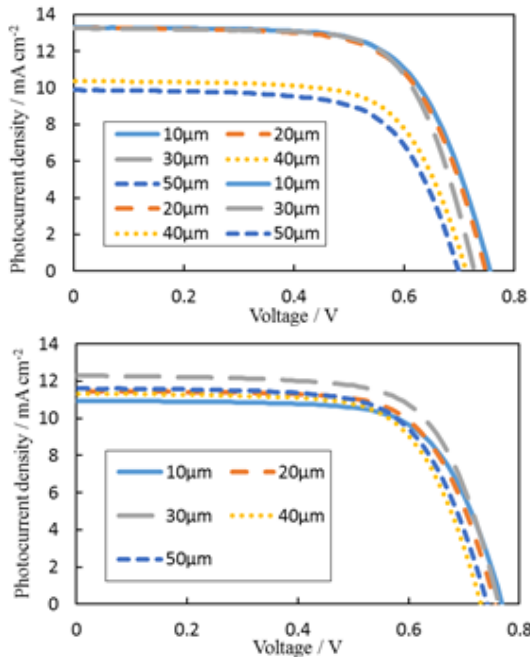 Photocurrent density / mA cm-2
14
12
10
8
6
4
2
0
10μm 20μm
30μm 40μm
50μm 10μm
20μm 30μm
40μm 50μm
0 0.2 0.4 0.6 0.8
Voltage / V
Photocurrent density / mA cm-2
14
12
10
8
6
4
2
0
10μm 20μm
30μm 40μm
50μm
0 0.2 0.4 0.6 0.8
Voltage / V